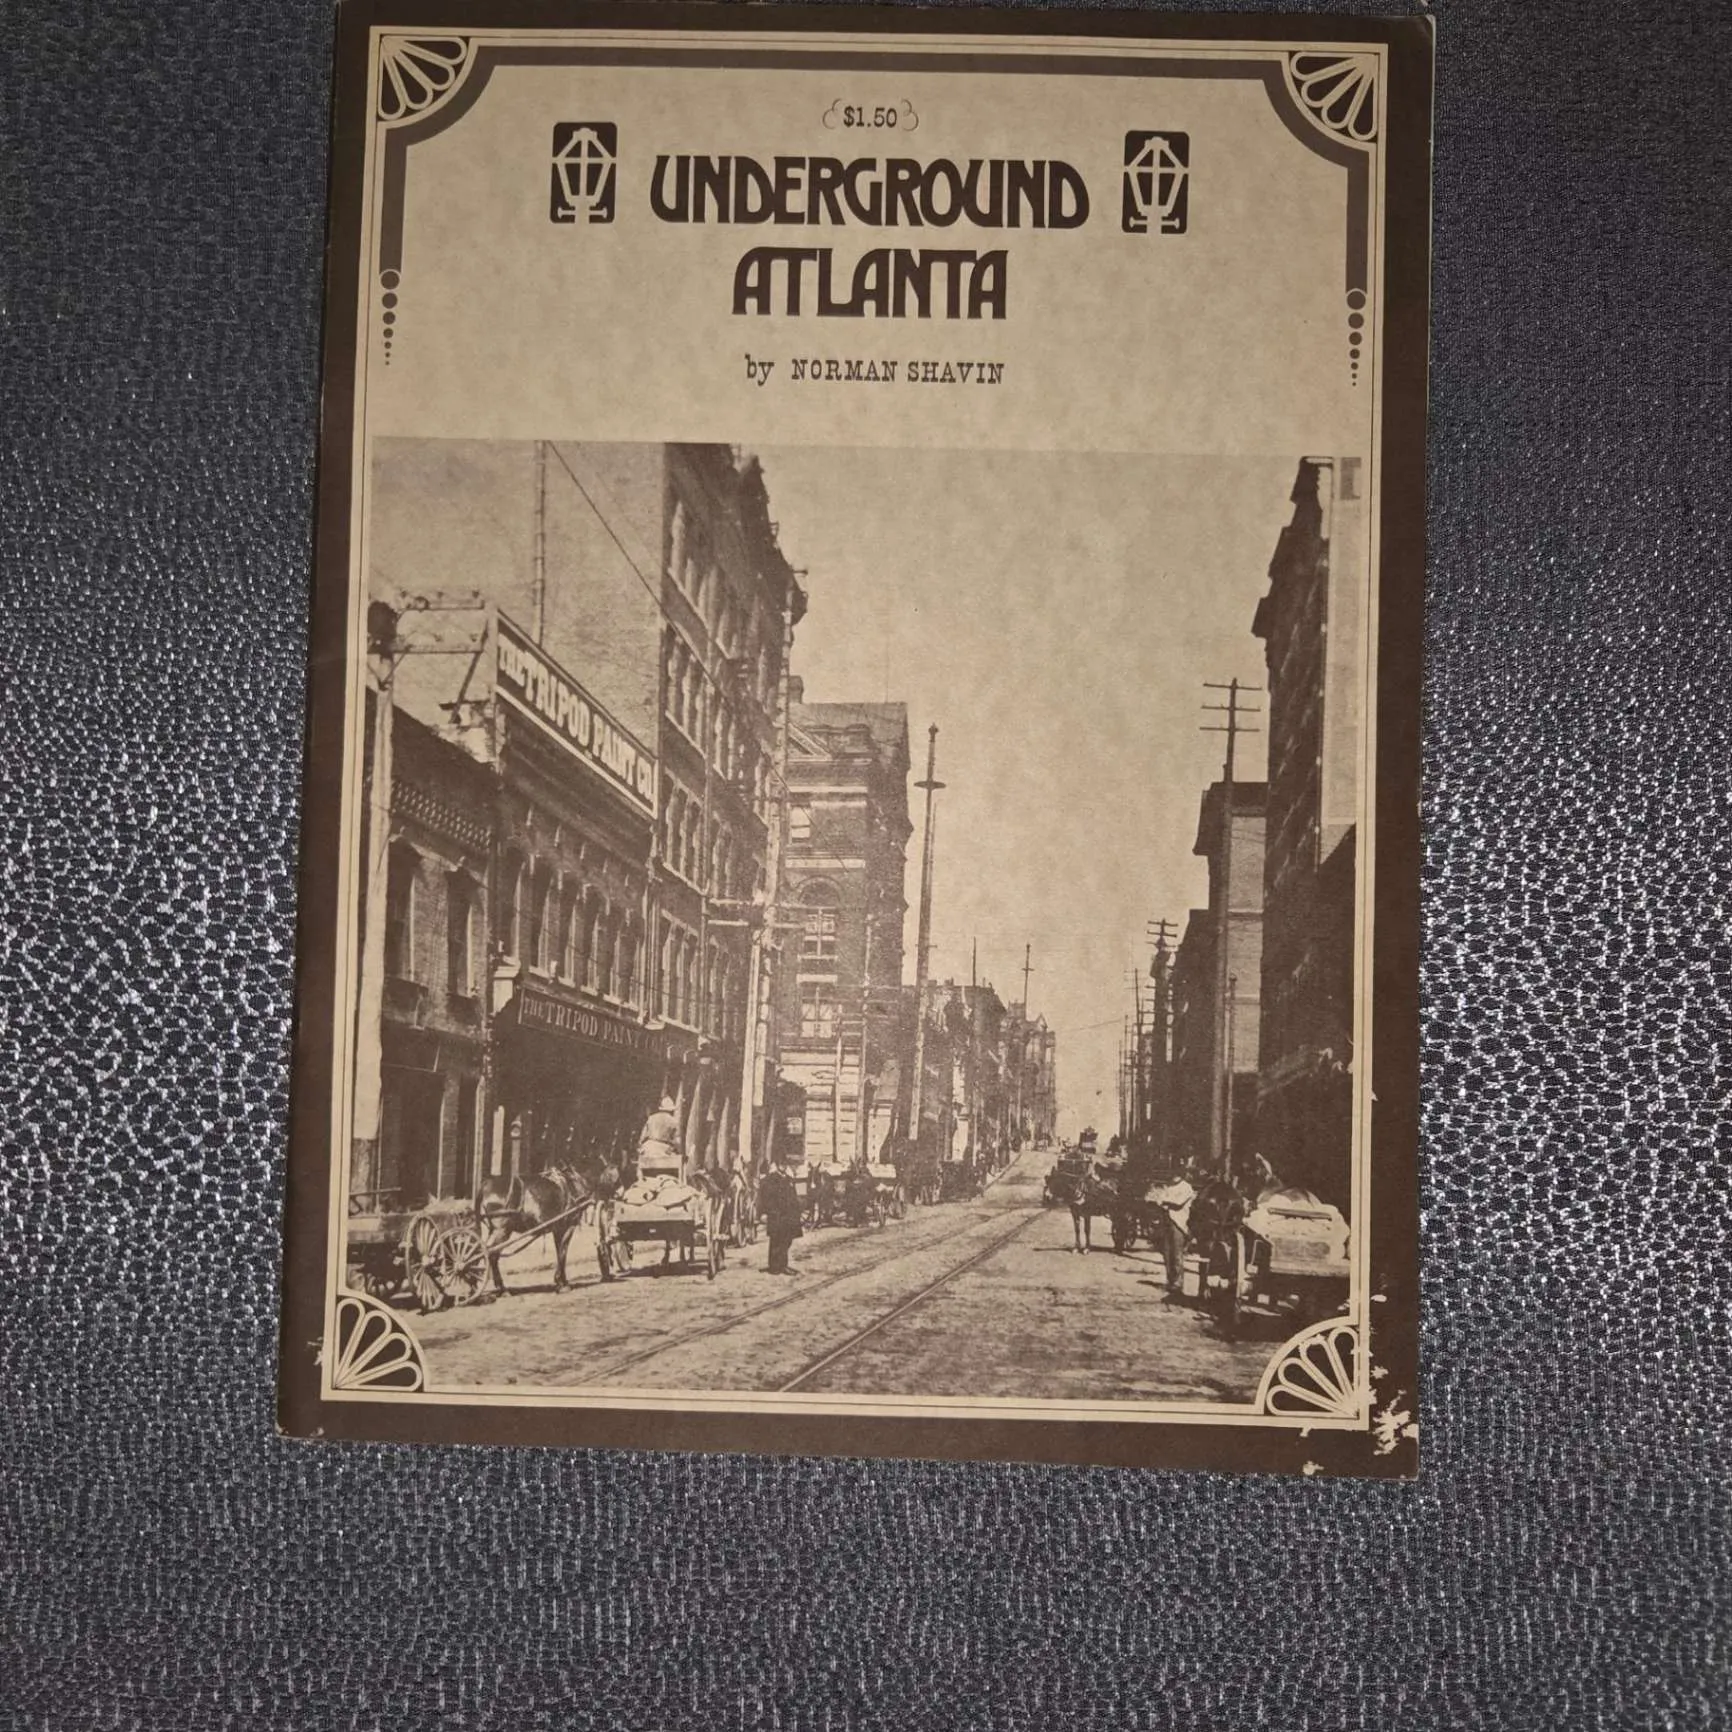 $1.50
UNDERGROUND
ATLANTA
by NORMAN SHAVIN
THE TRIPOD PAINT CO.
THE TRIPOD PAINT CO.